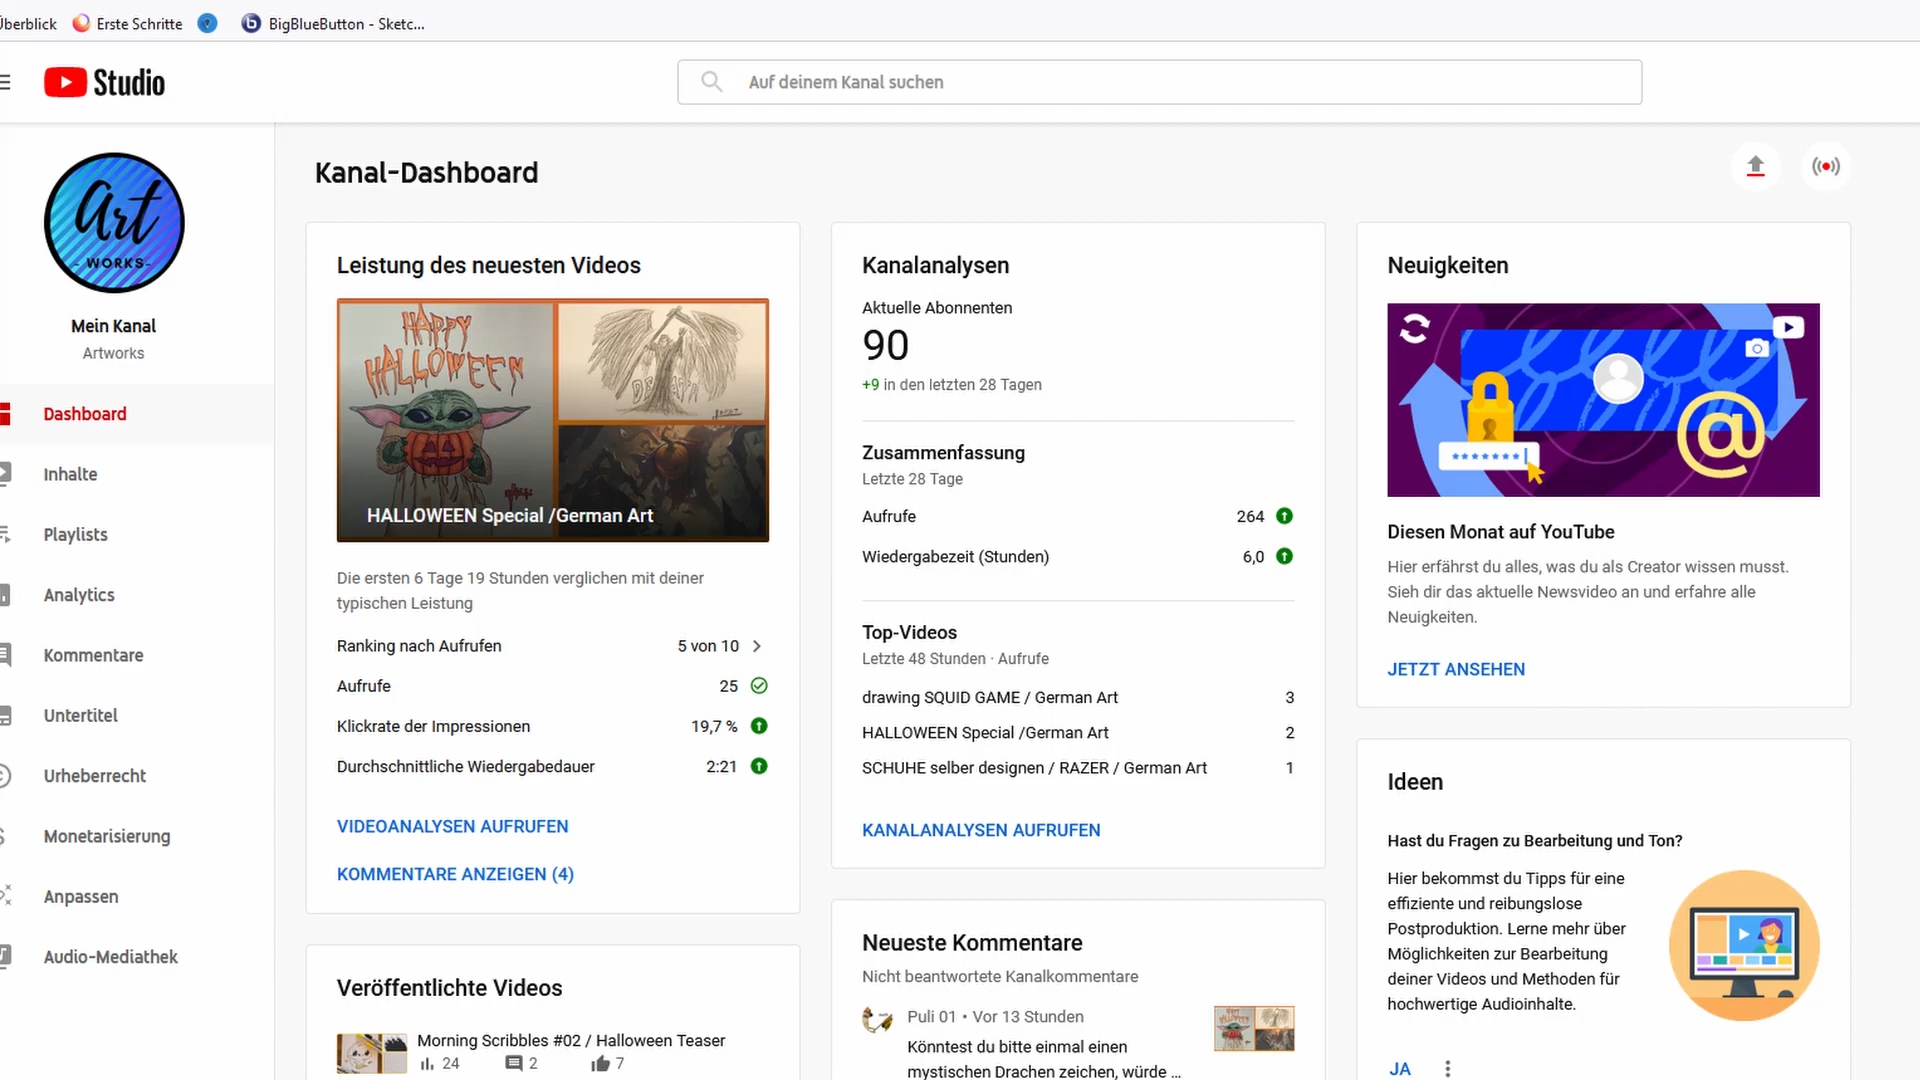 Überblick
Erste Schritte
BigBlueButton - Sketc...
Studio
Auf deinem Kanal suchen
Art
- WORKS-
Mein Kanal
Artworks
Dashboard
Inhalte
Playlists
Analytics
Kommentare
Untertitel
Urheberrecht
Monetarisierung
Anpassen
Audio-Mediathek
Kanal-Dashboard
Leistung des neuesten Videos
HAPPY
HALLOWEEN
DEATH
HALLOWEEN Special /German Art
Die ersten 6 Tage 19 Stunden verglichen mit deiner
typischen Leistung
Ranking nach Aufrufen 5 von 10
Aufrufe 25
Klickrate der Impressionen 19,7 %
Durchschnittliche Wiedergabedauer 2:21
VIDEOANALYSEN AUFRUFEN
KOMMENTARE ANZEIGEN (4)
Veröffentlichte Videos
Morning Scribbles #02 / Halloween Teaser
24 2 7
Kanalanalysen
Aktuelle Abonnenten
90
+9 in den letzten 28 Tagen
Zusammenfassung
Letzte 28 Tage
Aufrufe 264
Wiedergabezeit (Stunden) 6,0
Top-Videos
Letzte 48 Stunden · Aufrufe
drawing SQUID GAME / German Art 3
HALLOWEEN Special /German Art 2
SCHUHE selber designen / RAZER / German Art 1
KANALANALYSEN AUFRUFEN
Neueste Kommentare
Nicht beantwortete Kanalkommentare
Puli 01 • Vor 13 Stunden
Könntest du bitte einmal einen
mystischen Drachen zeichen, würde ...
HAPPY
HALLOWEEN
Neuigkeiten
@
*******|
Diesen Monat auf YouTube
Hier erfährst du alles, was du als Creator wissen musst.
Sieh dir das aktuelle Newsvideo an und erfahre alle
Neuigkeiten.
JETZT ANSEHEN
Ideen
Hast du Fragen zu Bearbeitung und Ton?
Hier bekommst du Tipps für eine
effiziente und reibungslose
Postproduktion. Lerne mehr über
Möglichkeiten zur Bearbeitung
deiner Videos und Methoden für
hochwertige Audioinhalte.
JA